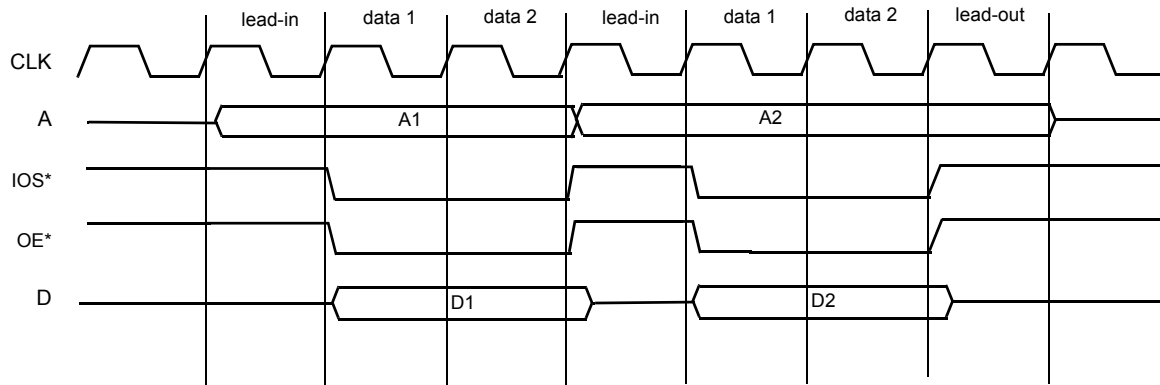 lead-in data 1 data 2 lead-in data 1 data 2 lead-out
CLK
A A1 A2
IOS*
OE*
D D1 D2